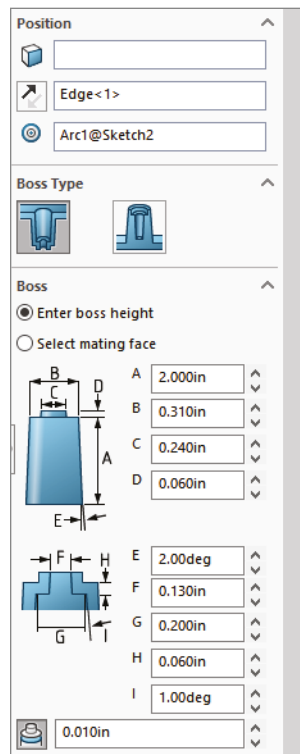 Position
Edge<1>
Arc1@Sketch2
Boss Type
Boss
Enter boss height
Select mating face
B
C
D
A
E
A 2.000in
B 0.310in
C 0.240in
D 0.060in
F
H
G
I
E 2.00deg
F 0.130in
G 0.200in
H 0.060in
I 1.00deg
0.010in